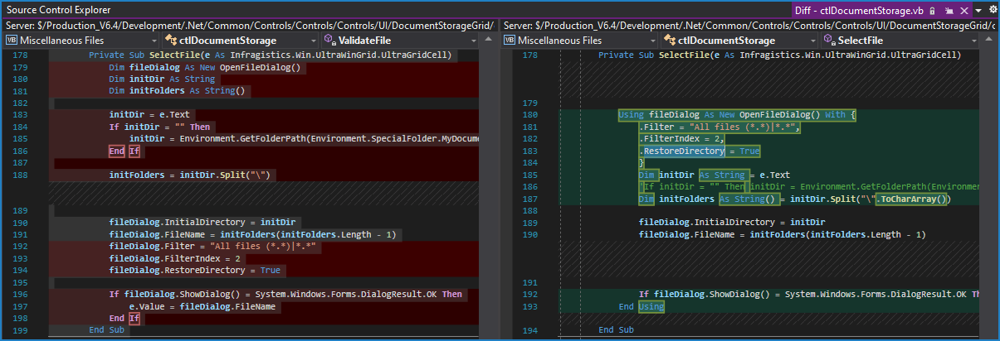 Source Control Explorer
Diff - ctlDocumentStorage.vb
Server: $/Production_V6.4/Development/.Net/Common/Controls/Controls/Controls/UI/DocumentStorageGrid/
VB Miscellaneous Files ctlDocumentStorage ValidateFile
178 Private Sub SelectFile(e As Infragistics.Win.UltraWinGrid.UltraGridCell)
179 Dim fileDialog As New OpenFileDialog()
180 Dim initDir As String
181 Dim initFolders As String()
182
183 initDir = e.Text
184 If initDir = "" Then
185 initDir = Environment.GetFolderPath(Environment.SpecialFolder.MyDocume
186 End If
187
188 initFolders = initDir.Split("\")
189
190 fileDialog.InitialDirectory = initDir
191 fileDialog.FileName = initFolders(initFolders.Length - 1)
192 fileDialog.Filter = "All files (*.*)|*.*"
193 fileDialog.FilterIndex = 2
194 fileDialog.RestoreDirectory = True
195
196 If fileDialog.ShowDialog() = System.Windows.Forms.DialogResult.OK Then
197 e.Value = fileDialog.FileName
198 End If
199 End Sub
Server: $/Production_V6.4/Development/.Net/Common/Controls/Controls/Controls/UI/DocumentStorageGrid/c
VB Miscellaneous Files ctlDocumentStorage SelectFile
178 Private Sub SelectFile(e As Infragistics.Win.UltraWinGrid.UltraGridCell)
179
180 Using fileDialog As New OpenFileDialog() With {
181 .Filter = "All files (*.*)|*.*",
182 .FilterIndex = 2,
183 .RestoreDirectory = True
184 }
185 Dim initDir As String = e.Text
186 'If initDir = "" Then initDir = Environment.GetFolderPath(Environmen
187 Dim initFolders As String() = initDir.Split("\".ToCharArray())
188
189 fileDialog.InitialDirectory = initDir
190 fileDialog.FileName = initFolders(initFolders.Length - 1)
191
192 If fileDialog.ShowDialog() = System.Windows.Forms.DialogResult.OK Th
193 End Using
194 End Sub